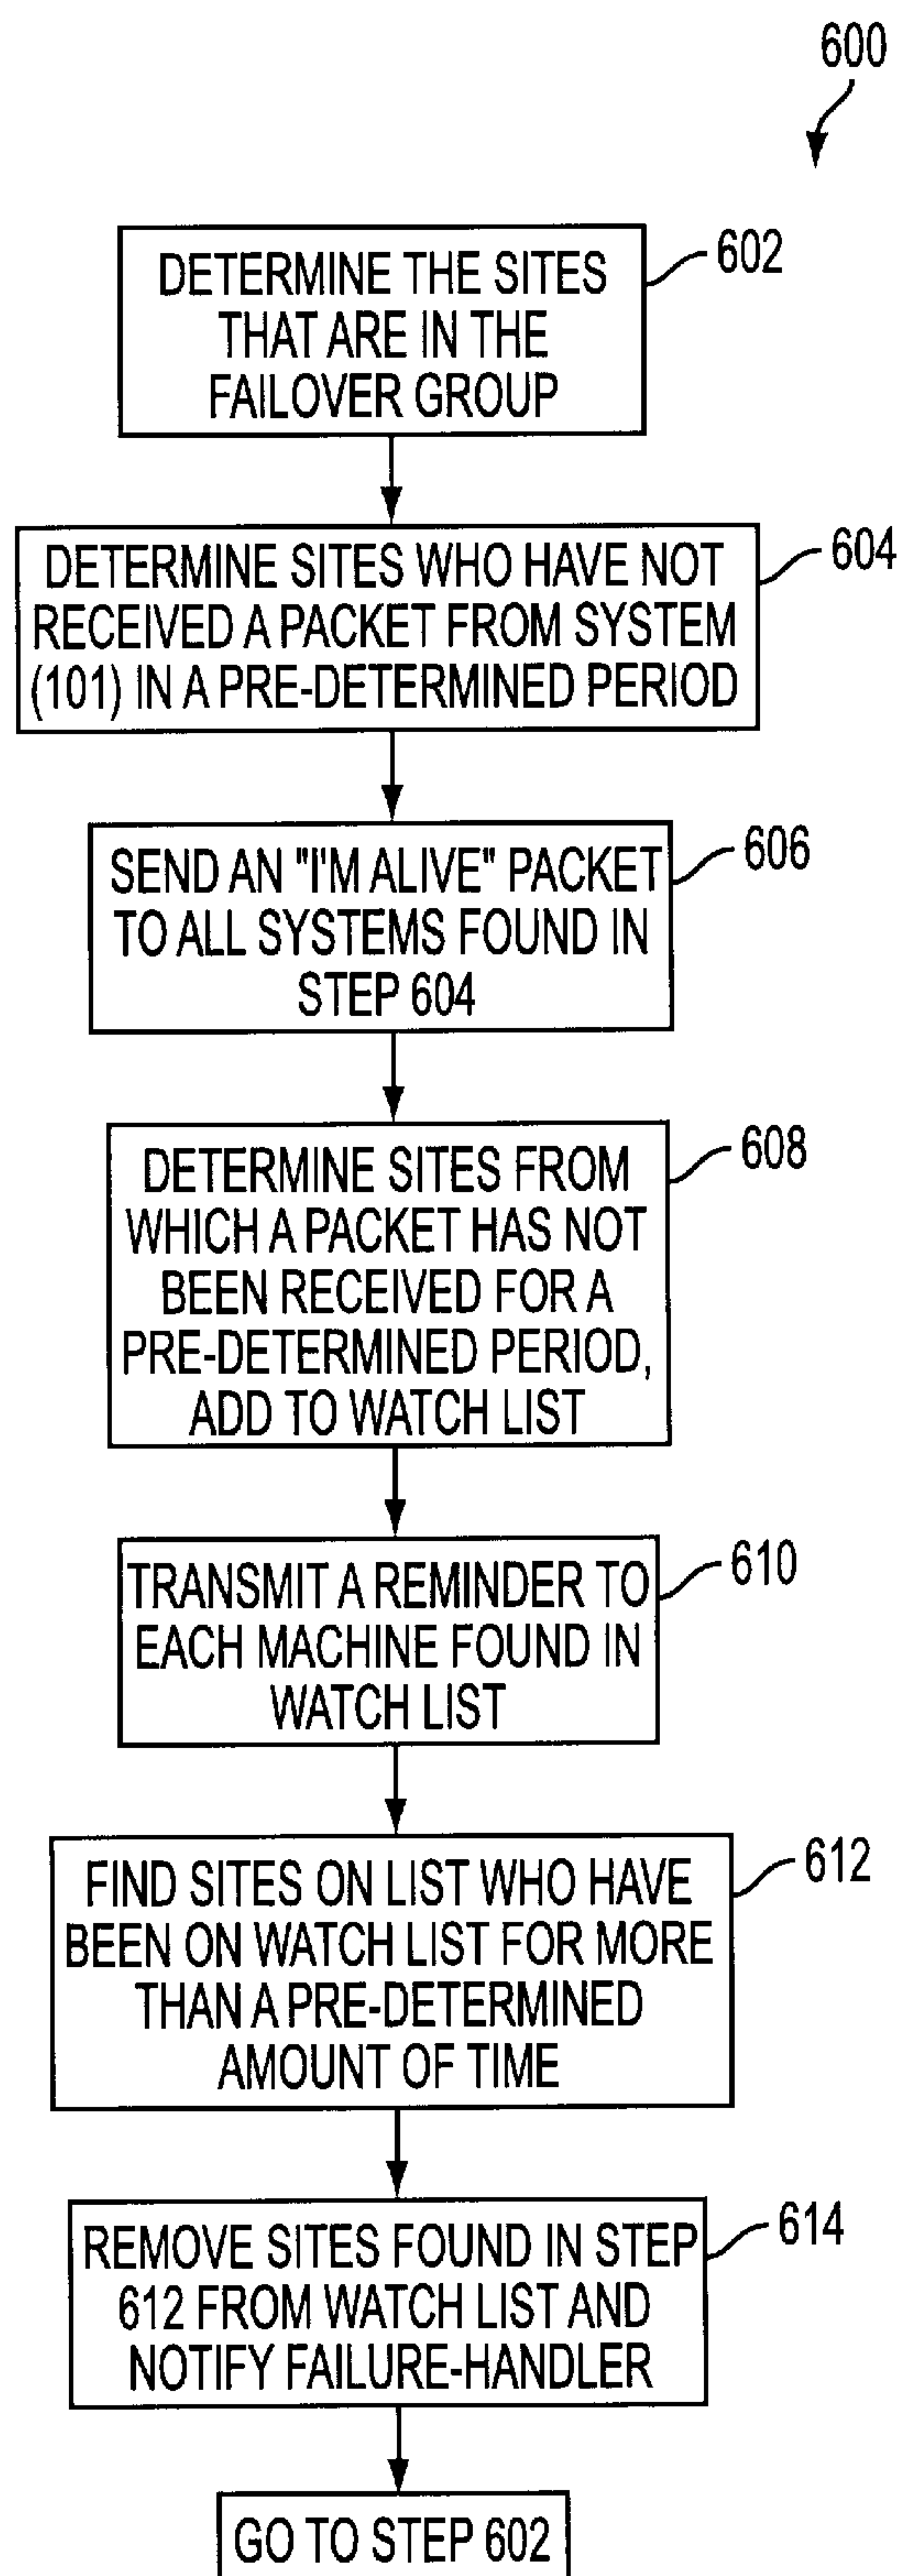 600
DETERMINE THE SITES
THAT ARE IN THE
FAILOVER GROUP
602
DETERMINE SITES WHO HAVE NOT
RECEIVED A PACKET FROM SYSTEM
(101) IN A PRE-DETERMINED PERIOD
604
SEND AN "I'M ALIVE" PACKET
TO ALL SYSTEMS FOUND IN
STEP 604
606
DETERMINE SITES FROM
WHICH A PACKET HAS NOT
BEEN RECEIVED FOR A
PRE-DETERMINED PERIOD,
ADD TO WATCH LIST
608
TRANSMIT A REMINDER TO
EACH MACHINE FOUND IN
WATCH LIST
610
FIND SITES ON LIST WHO HAVE
BEEN ON WATCH LIST FOR MORE
THAN A PRE-DETERMINED
AMOUNT OF TIME
612
REMOVE SITES FOUND IN STEP
612 FROM WATCH LIST AND
NOTIFY FAILURE-HANDLER
614
GO TO STEP 602